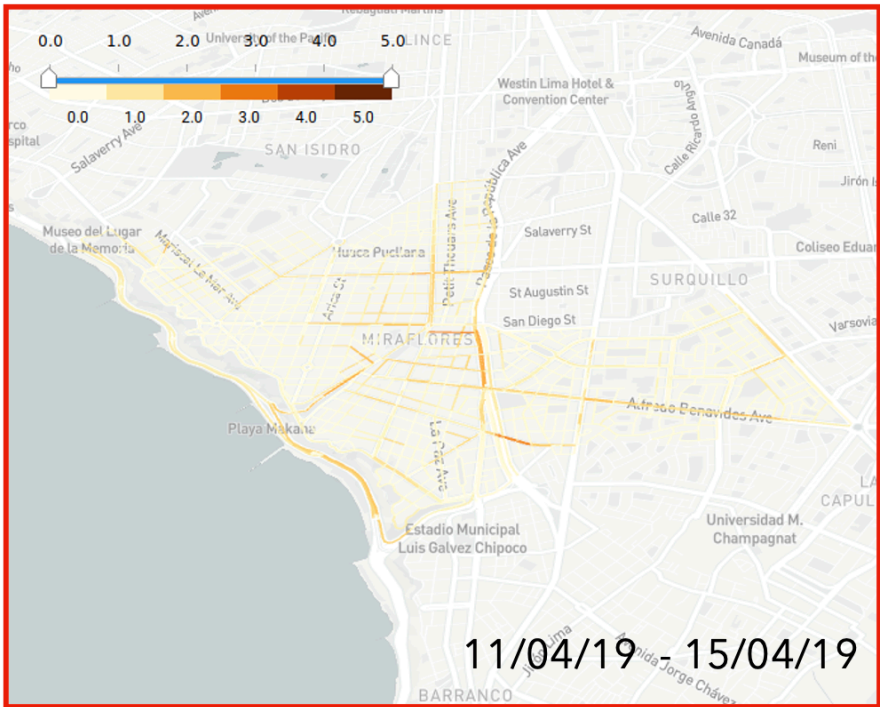 0.0 1.0 2.0 3.0 4.0 5.0
0.0 1.0 2.0 3.0 4.0 5.0
University of the Pacific
LINCE
Avenida Canadá
Museum of the
Westin Lima Hotel &
Convention Center
Calle Ricardo Angulo
Salaverry Ave
SAN ISIDRO
Reni
Jirón
Paseo de la República Ave
Petit Thouars Ave
Calle 32
Salaverry St
Museo del Lugar
de la Memoria
Mariscal La Mar Ave
Huaca Pucllana
Coliseo Eduar
Arica St
SURQUILLO
St Augustin St
San Diego St
Varsovia
MIRAFLORES
Alfredo Benavides Ave
Playa Makaha
La Paz Ave
CAPUL
Universidad M.
Champagnat
Estadio Municipal
Luis Galvez Chipoco
Jirón Lima
Avenida Jorge Chávez
11/04/19 - 15/04/19
BARRANCO